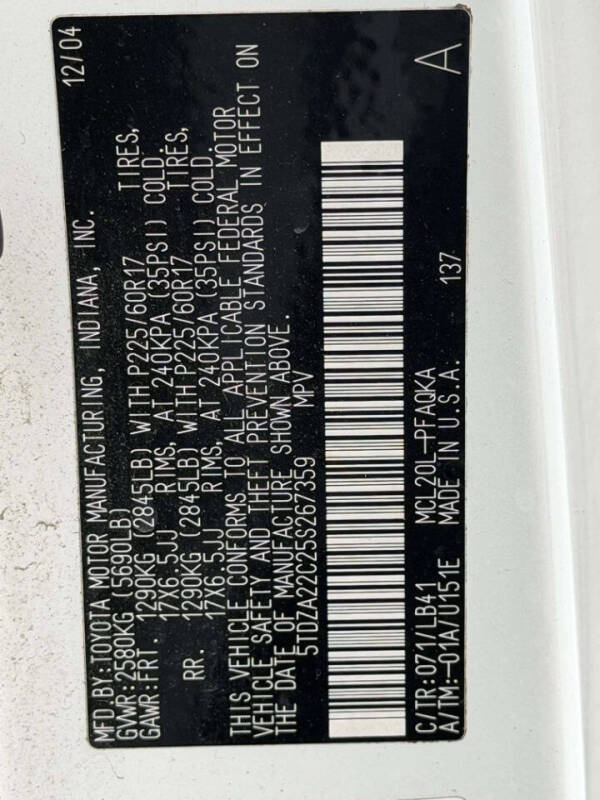 MFD.BY:TOYOTA MOTOR MANUFACTURING, INDIANA, INC. 12/04
GVWR:2580KG (5690LB)
GAWR:FRT. 1290KG (2845LB) WITH P225/60R17 TIRES,
17X6.5JJ RIMS, AT 240KPA (35PSI) COLD.
RR. 1290KG (2845LB) WITH P225/60R17 TIRES,
17X6.5JJ RIMS, AT 240KPA (35PSI) COLD.
THIS VEHICLE CONFORMS TO ALL APPLICABLE FEDERAL MOTOR
VEHICLE SAFETY AND THEFT PREVENTION STANDARDS IN EFFECT ON
THE DATE OF MANUFACTURE SHOWN ABOVE.
5TDZA22C25S267359 MPV
C/TR:071/LB41 MCL20L-PFAQKA
A/TM:-01A/U151E MADE IN U.S.A. 137 A